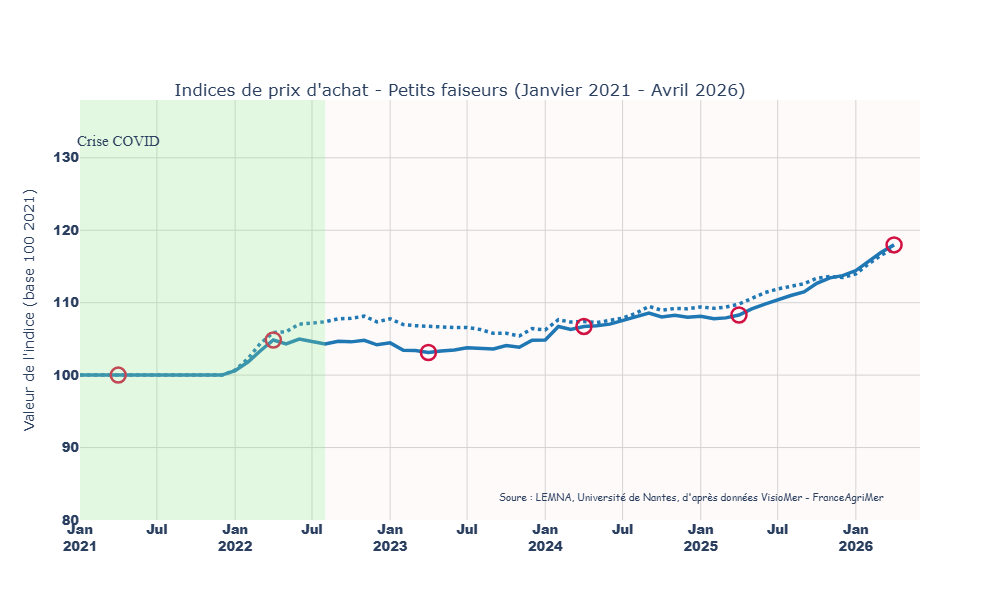 Indices de prix d'achat - Petits faiseurs (Janvier 2021 - Avril 2026)
Crise COVID
Valeur de l'indice (base 100 2021)
130
120
110
100
90
80
Soure : LEMNA, Université de Nantes, d'après données VisioMer - FranceAgriMer
Jan Jul Jan Jul Jan Jul Jan Jul Jan Jul Jan
2021 2022 2023 2024 2025 2026